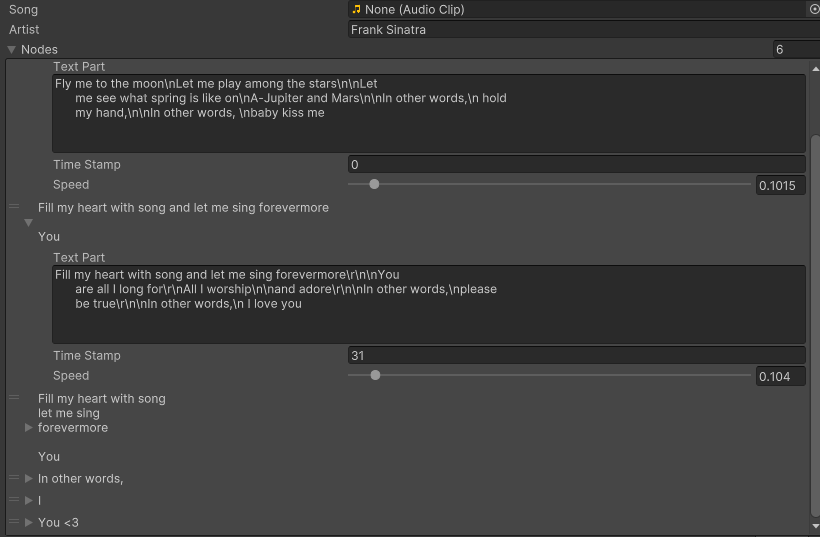 Song
None (Audio Clip)
Artist
Frank Sinatra
Nodes
6
Text Part
Fly me to the moon\nLet me play among the stars\n\nLet
me see what spring is like on\nA-Jupiter and Mars\n\nIn other words,\n hold
my hand,\n\nIn other words, \nbaby kiss me
Time Stamp
0
Speed
0.1015
Fill my heart with song and let me sing forevermore
You
Text Part
Fill my heart with song and let me sing forevermore\r\n\nYou
are all I long for\r\nAll I worship\n\nand adore\r\n\nIn other words,\nplease
be true\r\n\nIn other words,\n I love you
Time Stamp
31
Speed
0.104
Fill my heart with song
let me sing
forevermore
You
In other words,
I
You <3